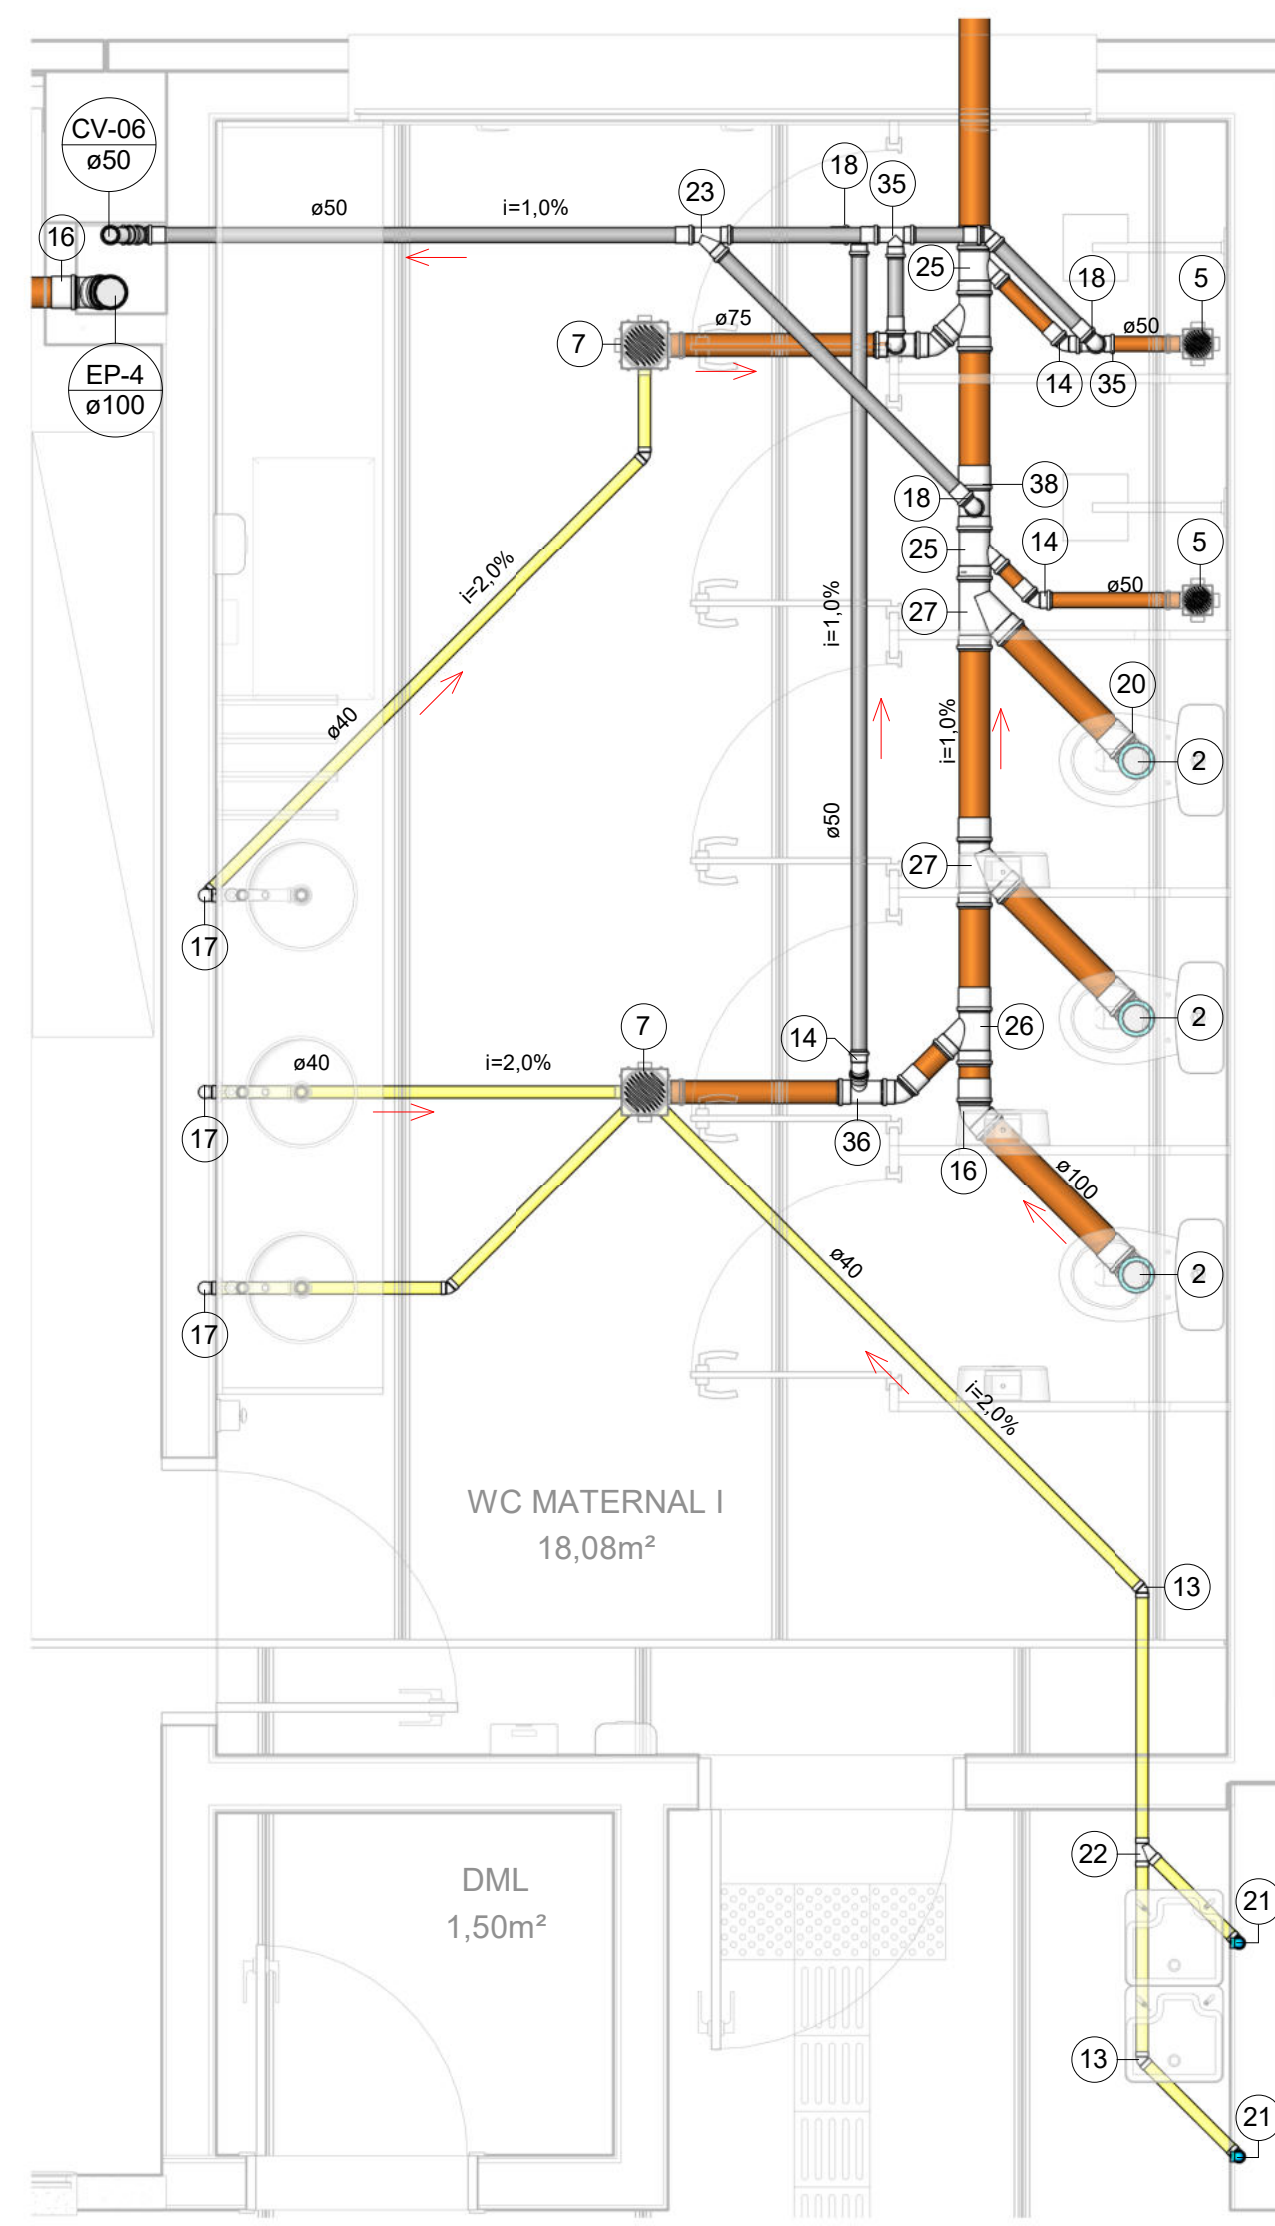 CV-06
ø50
16
EP-4
ø100
ø50
i=1,0%
23
18
35
25
18
5
ø50
14
35
7
ø75
18
38
25
14
5
ø50
27
i=2,0%
ø40
i=1,0%
ø50
i=1,0%
20
2
27
17
2
7
14
26
ø40
i=2,0%
17
36
16
ø100
2
17
ø40
i=2,0%
WC MATERNAL I
18,08m²
13
22
21
DML
1,50m²
13
21